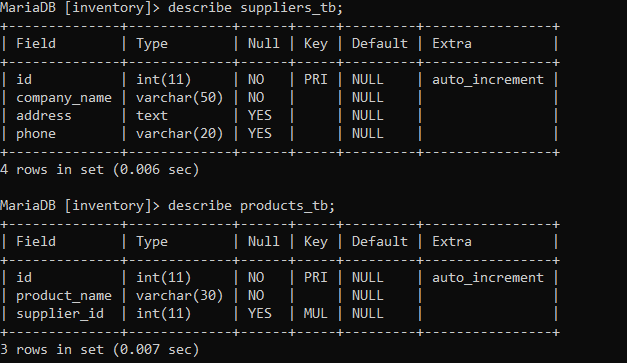 MariaDB [inventory]> describe suppliers_tb;
+--------------+-------------+------+-----+---------+----------------+
| Field        | Type        | Null | Key | Default | Extra          |
+--------------+-------------+------+-----+---------+----------------+
| id           | int(11)     | NO   | PRI | NULL    | auto_increment |
| company_name | varchar(50) | NO   |     | NULL    |                |
| address      | text        | YES  |     | NULL    |                |
| phone        | varchar(20) | YES  |     | NULL    |                |
+--------------+-------------+------+-----+---------+----------------+
4 rows in set (0.006 sec)

MariaDB [inventory]> describe products_tb;
+--------------+-------------+------+-----+---------+----------------+
| Field        | Type        | Null | Key | Default | Extra          |
+--------------+-------------+------+-----+---------+----------------+
| id           | int(11)     | NO   | PRI | NULL    | auto_increment |
| product_name | varchar(30) | NO   |     | NULL    |                |
| supplier_id  | int(11)     | YES  | MUL | NULL    |                |
+--------------+-------------+------+-----+---------+----------------+
3 rows in set (0.007 sec)